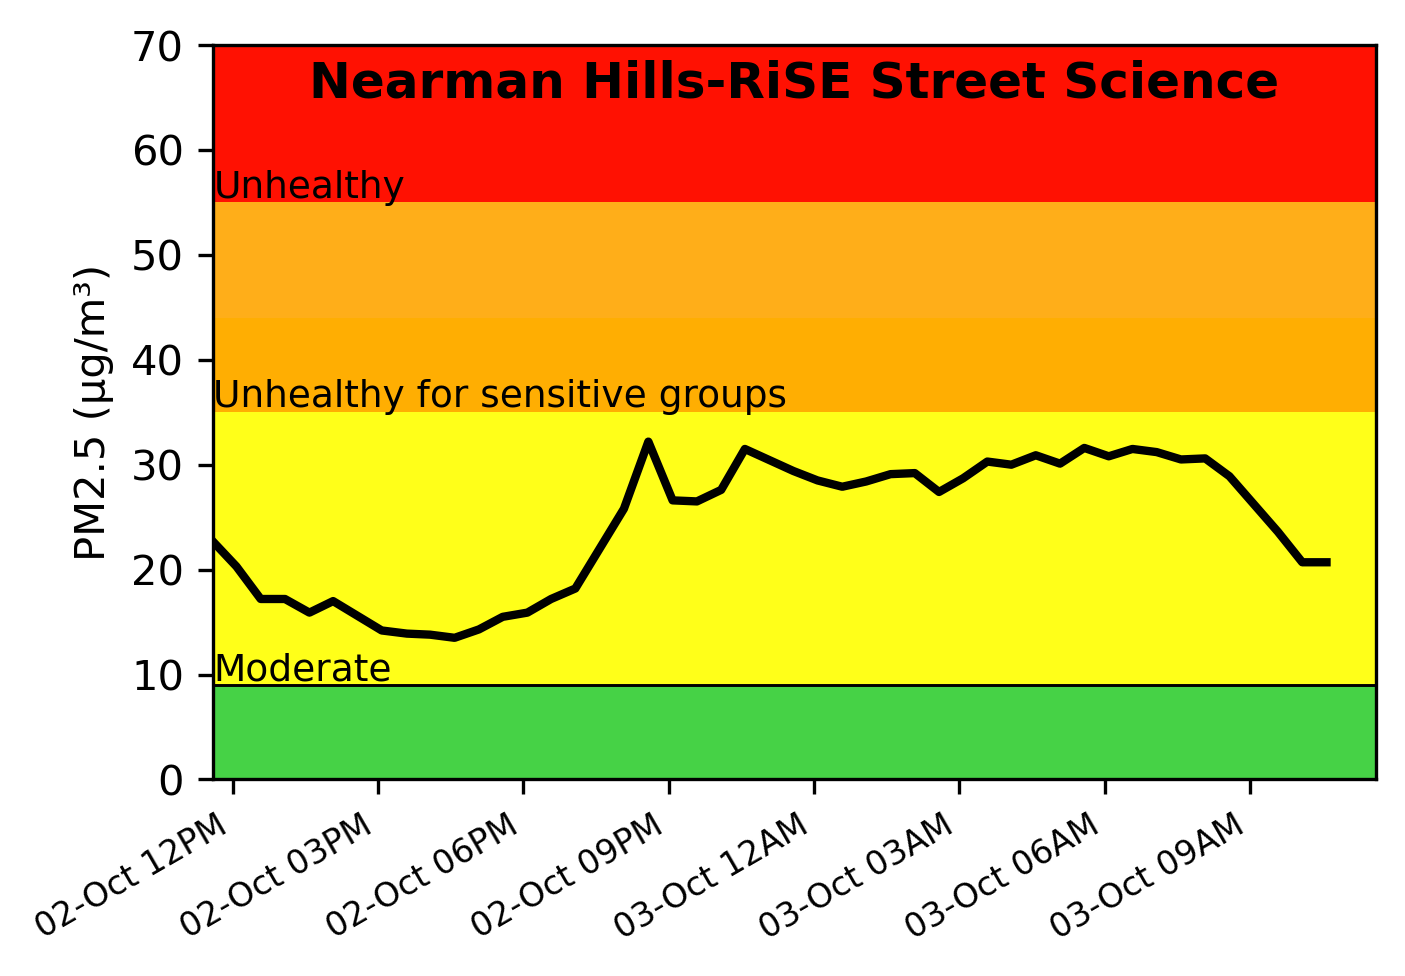 Nearman Hills-RiSE Street Science
70
60
50
40
30
20
10
0
PM2.5 (µg/m³)
Unhealthy
Unhealthy for sensitive groups
Moderate
02-Oct 12PM
02-Oct 03PM
02-Oct 06PM
02-Oct 09PM
03-Oct 12AM
03-Oct 03AM
03-Oct 06AM
03-Oct 09AM